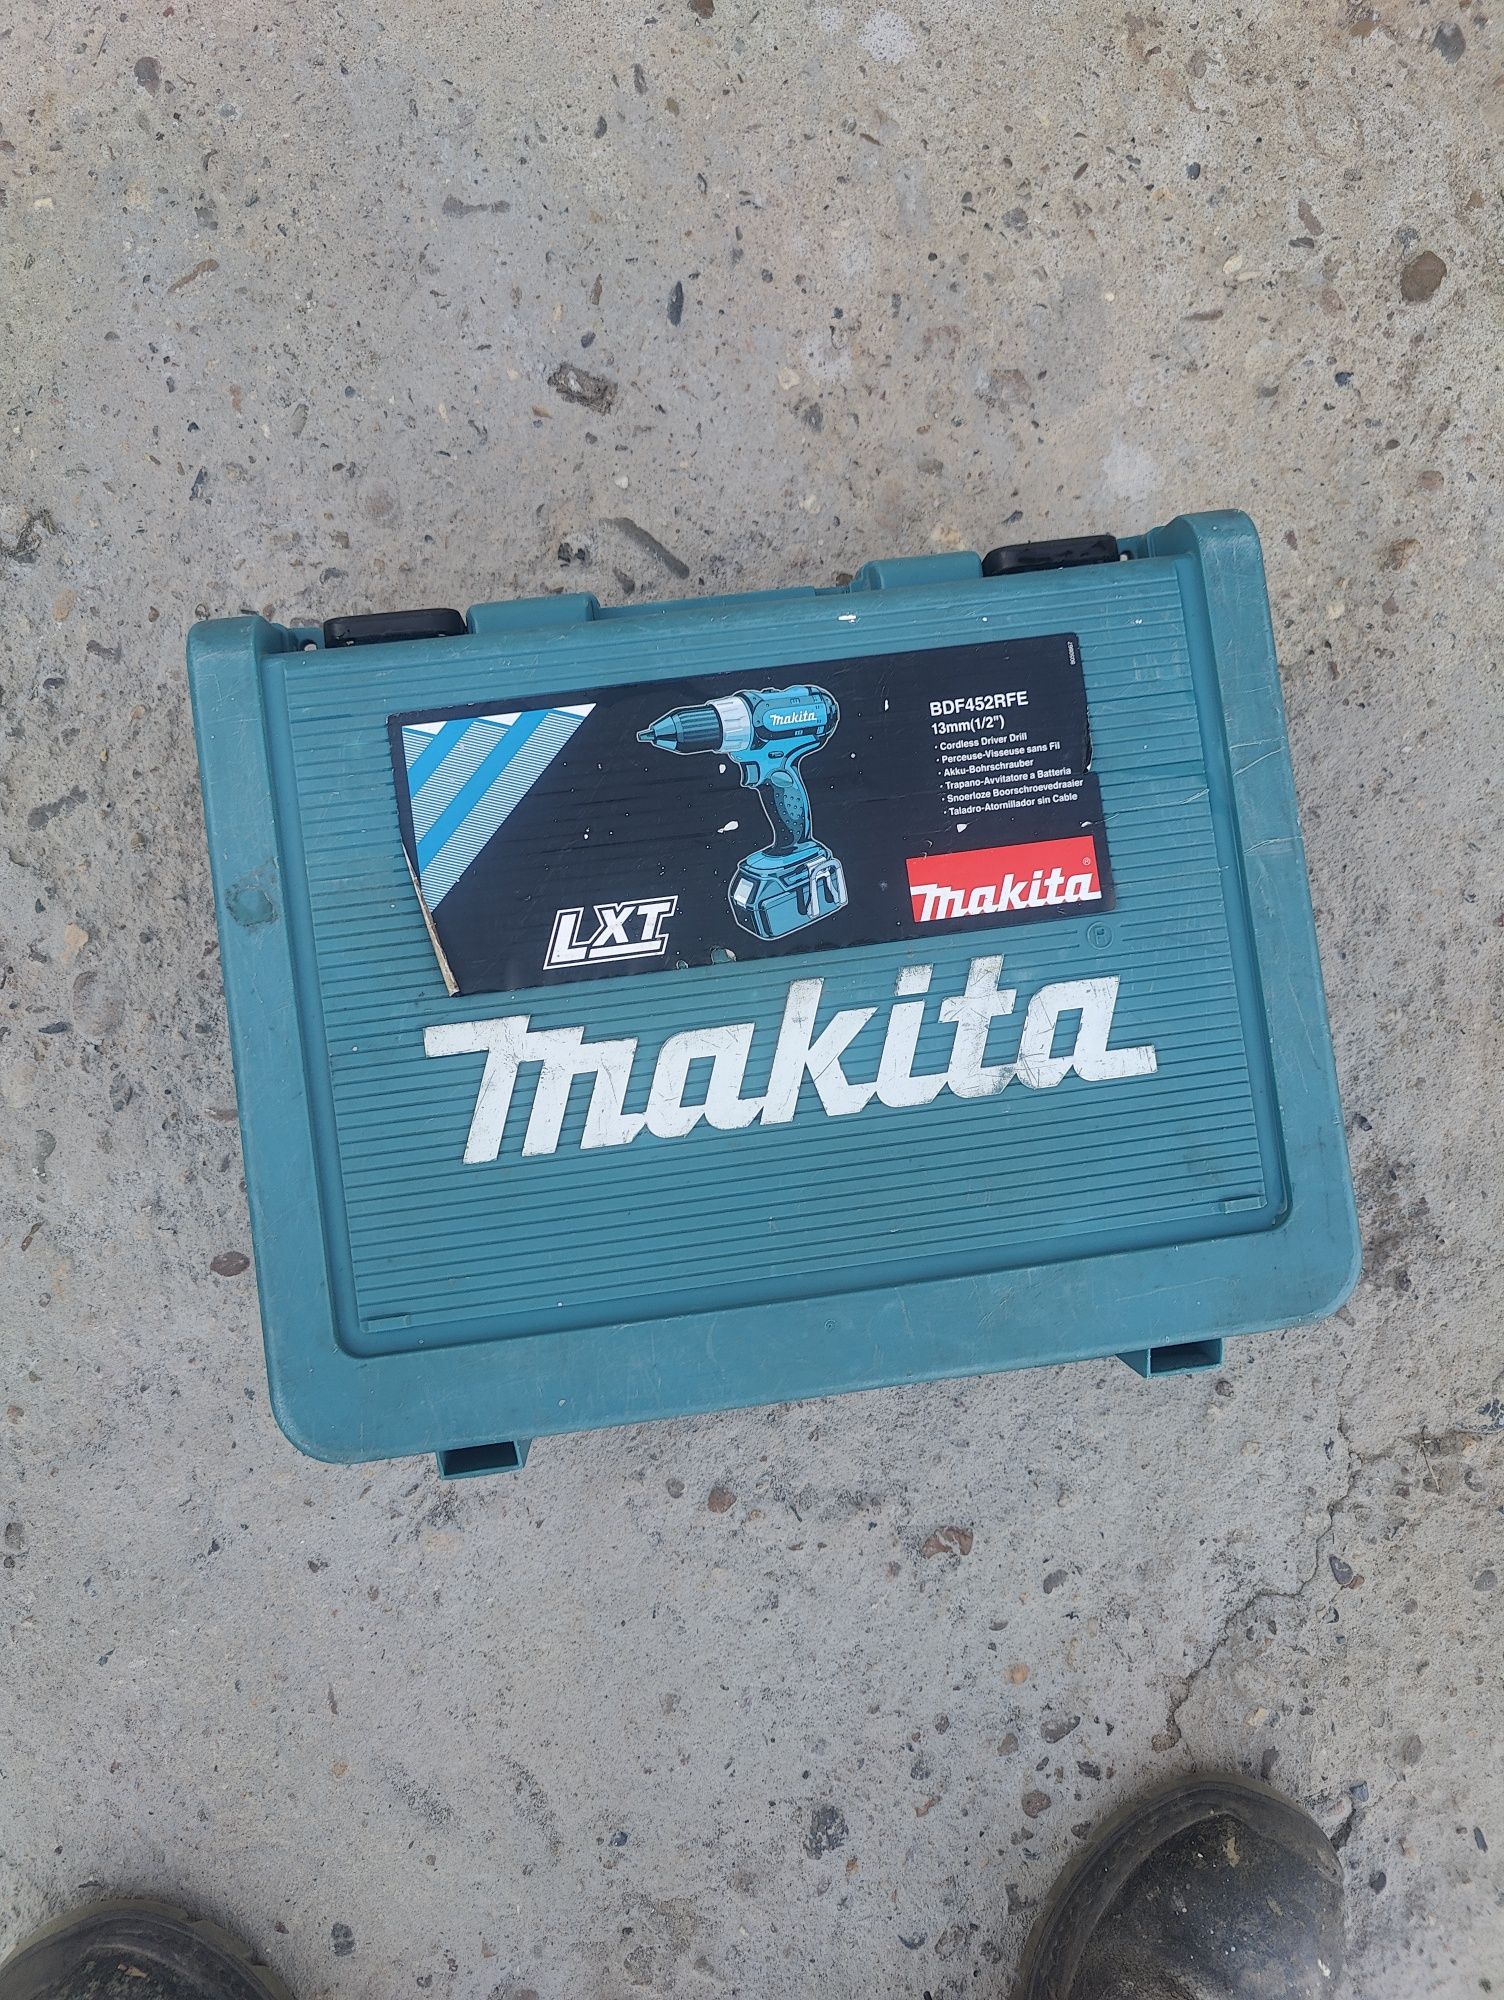 BDF452RFE
13mm(1/2")
· Cordless Driver Drill
· Perceuse-Visseuse sans Fil
· Akku-Bohrschrauber
· Trapano-Avvitatore a Batteria
· Snoerloze Boorschroevedraaier
· Taladro-Atornillador sin Cable
makita
LXT
makita®
makita